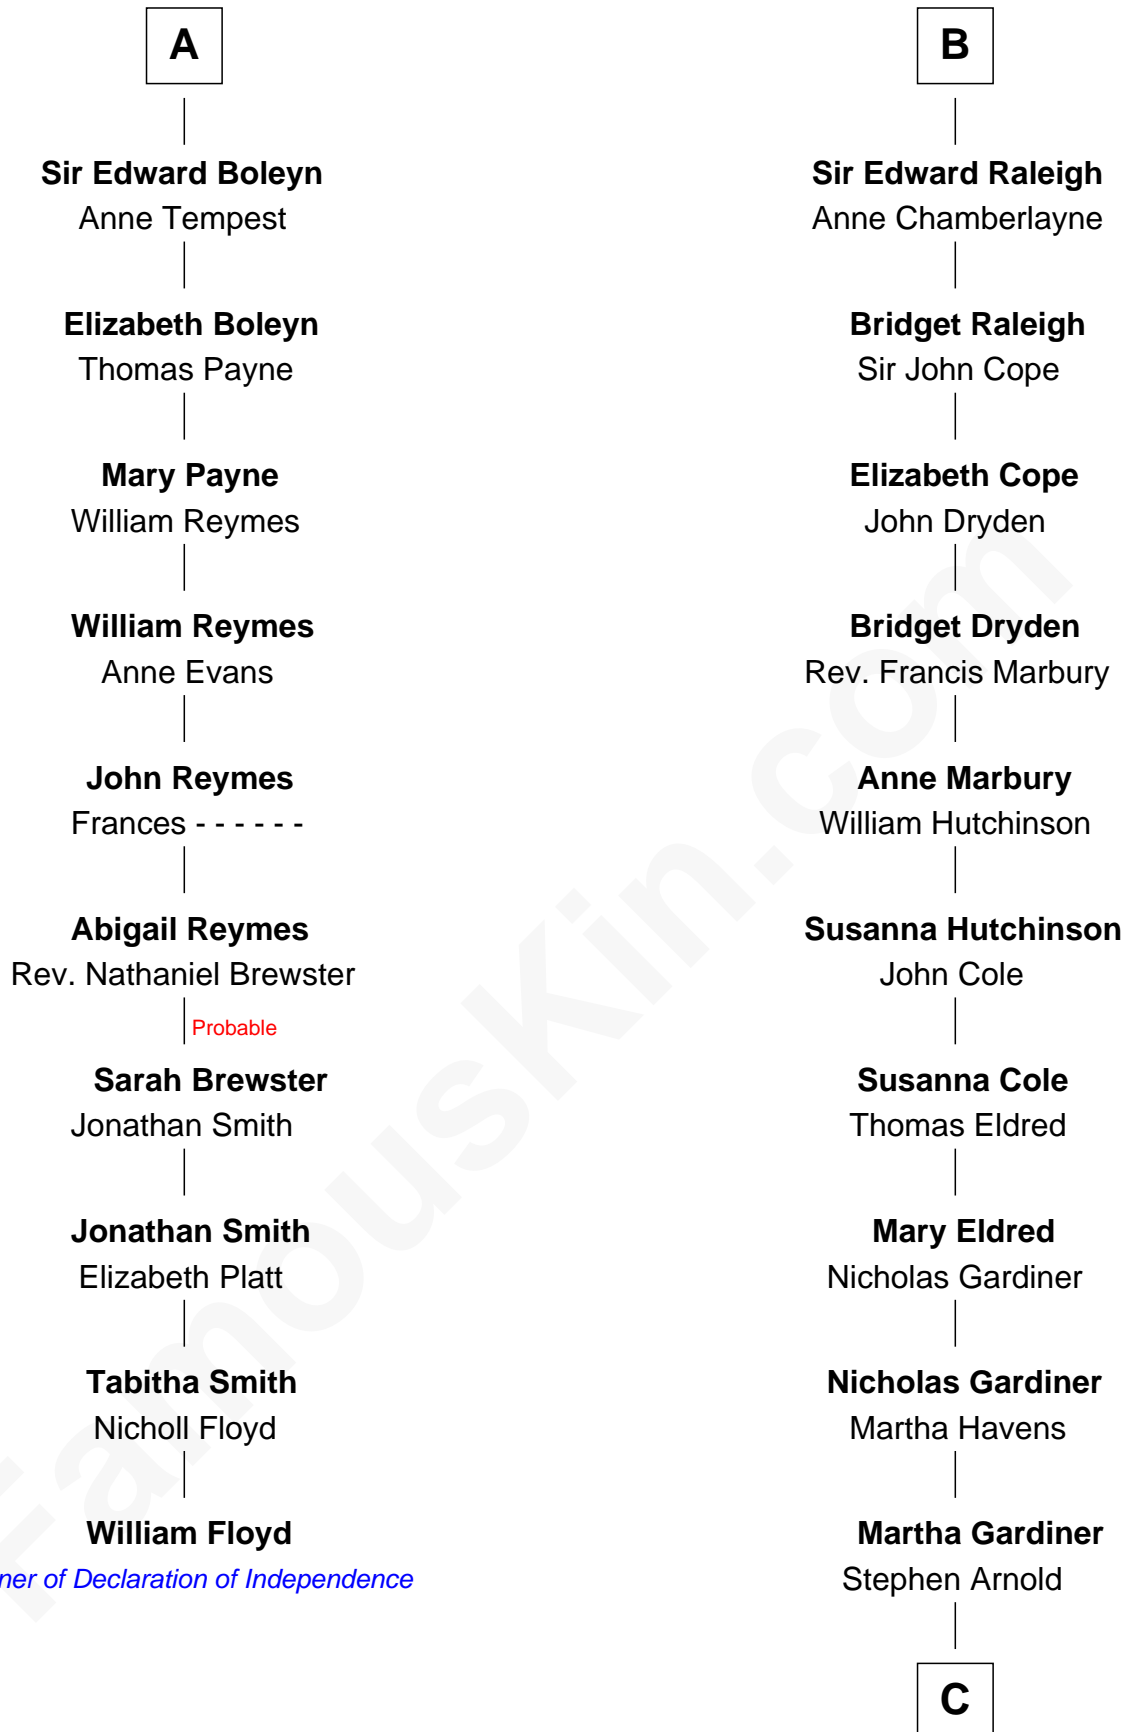 A
Sir Edward Boleyn
Anne Tempest
Elizabeth Boleyn
Thomas Payne
Mary Payne
William Reymes
William Reymes
Anne Evans
John Reymes
Frances - - - - - -
Abigail Reymes
Rev. Nathaniel Brewster
Probable
Sarah Brewster
Jonathan Smith
Jonathan Smith
Elizabeth Platt
Tabitha Smith
Nicholl Floyd
William Floyd
ner of Declaration of Independence
B
Sir Edward Raleigh
Anne Chamberlayne
Bridget Raleigh
Sir John Cope
Elizabeth Cope
John Dryden
Bridget Dryden
Rev. Francis Marbury
Anne Marbury
William Hutchinson
Susanna Hutchinson
John Cole
Susanna Cole
Thomas Eldred
Mary Eldred
Nicholas Gardiner
Nicholas Gardiner
Martha Havens
Martha Gardiner
Stephen Arnold
C
FamousKin.com